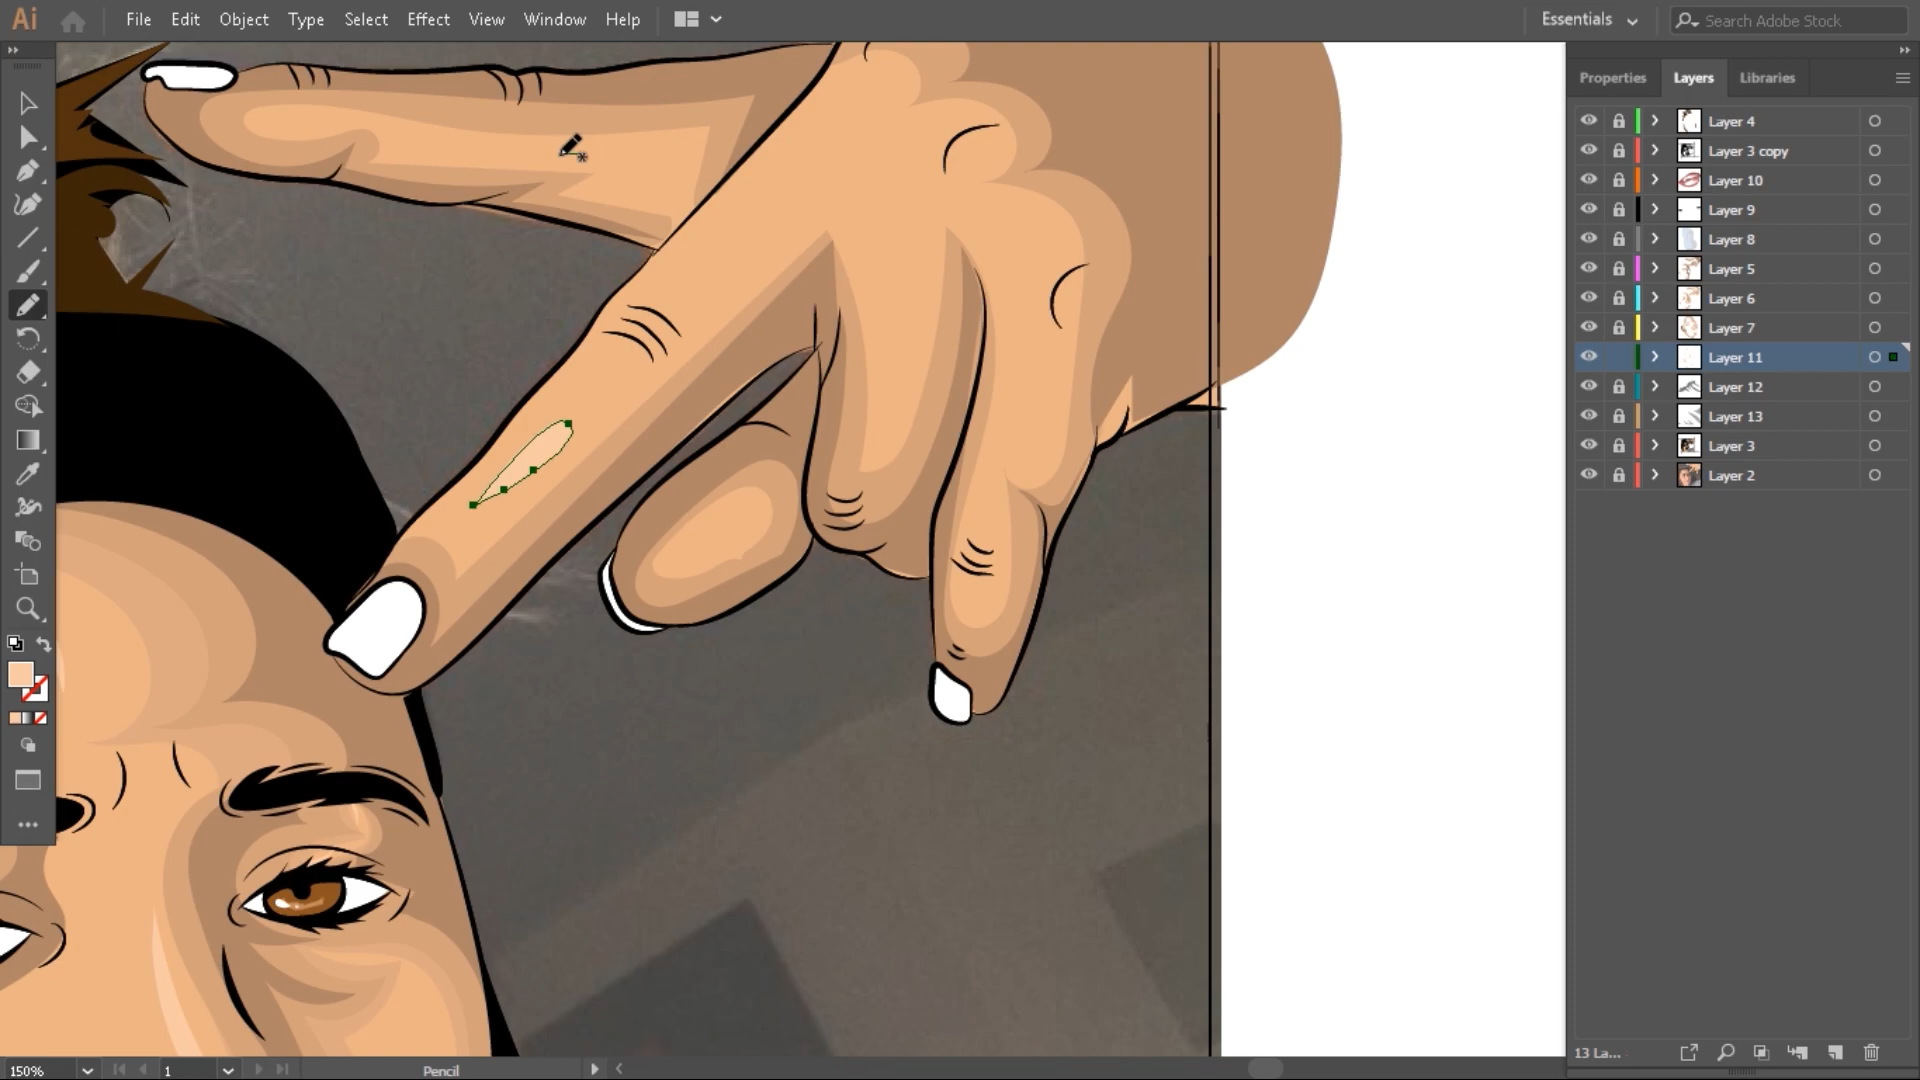 Ai File Edit Object Type Select Effect View Window Help Essentials Search Adobe Stock
Properties Layers Libraries
Layer 4
Layer 3 copy
Layer 10
Layer 9
Layer 8
Layer 5
Layer 6
Layer 7
Layer 11
Layer 12
Layer 13
Layer 3
Layer 2
150% 1 Pencil 13 La...